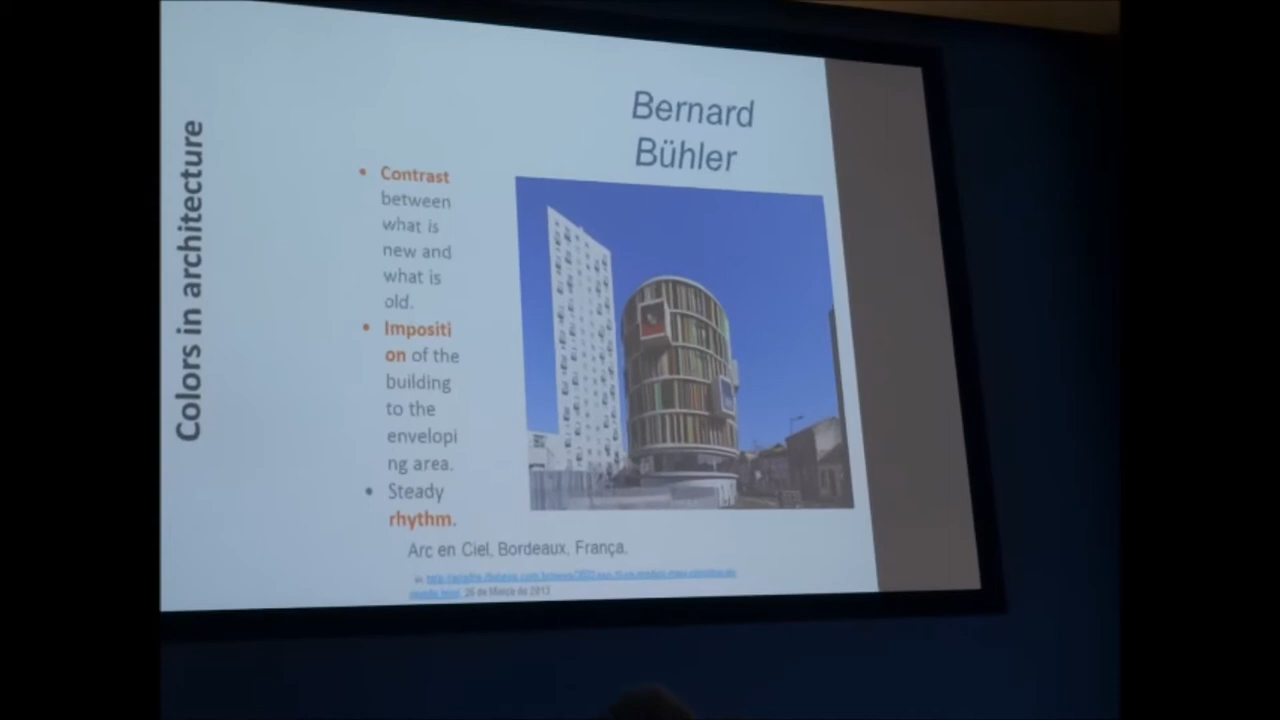 Colors in architecture
Bernard
Bühler
• Contrast
between
what is
new and
what is
old.
• Impositi
on of the
building
to the
envelopi
ng area.
• Steady
rhythm.
Arc en Ciel, Bordeaux, França.
26 de Março de 2013